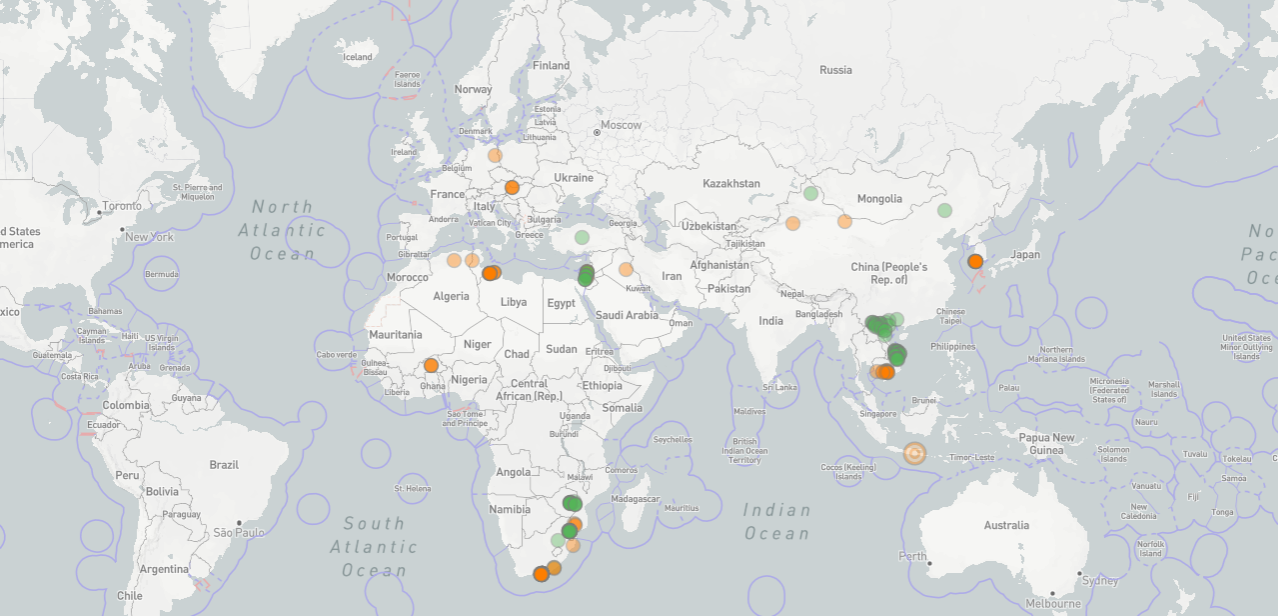 Iceland
Finland
Russia
Faeroe
Islands
Norway
Estonia
Latvia
Moscow
Denmark
Lithuania
Ireland
Belgium
Ukraine
Kazakhstan
Mongolia
St. Pierre and
Miquelon
France
Toronto
North
Atlantic
Ocean
Italy
Andorra
Vatican City
Bulgaria
Georgia
Uzbekistan
d States
merica
New York
Portugal
Greece
Tajikistan
No
Pac
Oce
Gibraltar
Japan
Bermuda
Morocco
Iran
Afghanistan
China (People's
Rep. of)
Pakistan
Kuwait
Algeria
Libya
Egypt
Nepal
xico
Bahamas
Saudi Arabia
Bangladesh
Chinese
Taipei
India
Oman
Cayman
Islands
Haiti
US Virgin
Islands
Mauritania
Niger
Chad
Sudan
Eritrea
Philippines
Northern
Mariana Islands
United States
Minor Outlying
Islands
Guatemala
Cabo verde
Guinea-
Bissau
Aruba
Grenada
Djibouti
Costa Rica
Ghana
Nigeria
Central
African (Rep.)
Ethiopia
Sri Lanka
Palau
Micronesia
(Federated
States of)
Marshall
Islands
Liberia
Guyana
Colombia
Somalia
Brunei
Maldives
Singapore
Sao Tome
and Principe
Uganda
Ecuador
Nauru
Burundi
Seychelles
British
Indian Ocean
Territory
Papua New
Guinea
Solomon
Islands
Timor-Leste
Tuvalu
Tokelau
Brazil
Peru
Angola
Malawi
Comoros
Cocos (Keeling)
Islands
Samoa
Bolivia
St. Helena
Vanuatu
Fiji
Madagascar
Mauritius
Namibia
Paraguay
New
Caledonia
Tonga
South
Atlantic
Ocean
Indian
Ocean
Australia
São Paulo
Norfolk
Island
Perth
Argentina
Sydney
Chile
Melbourne